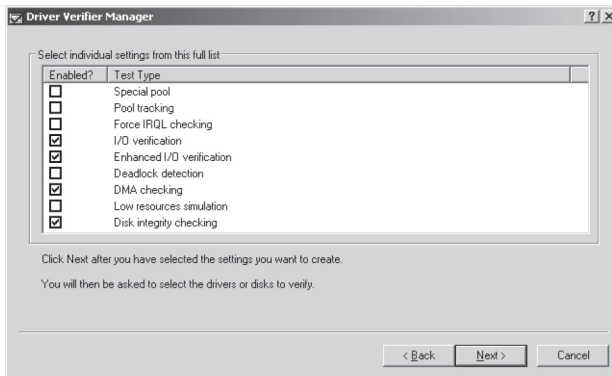 Driver Verifier Manager
Select individual settings from this full list
Enabled? Test Type
Special pool
Pool tracking
Force IRQL checking
I/O verification
Enhanced I/O verification
Deadlock detection
DMA checking
Low resources simulation
Disk integrity checking
Click Next after you have selected the settings you want to create.
You will then be asked to select the drivers or disks to verify.
< Back Next > Cancel